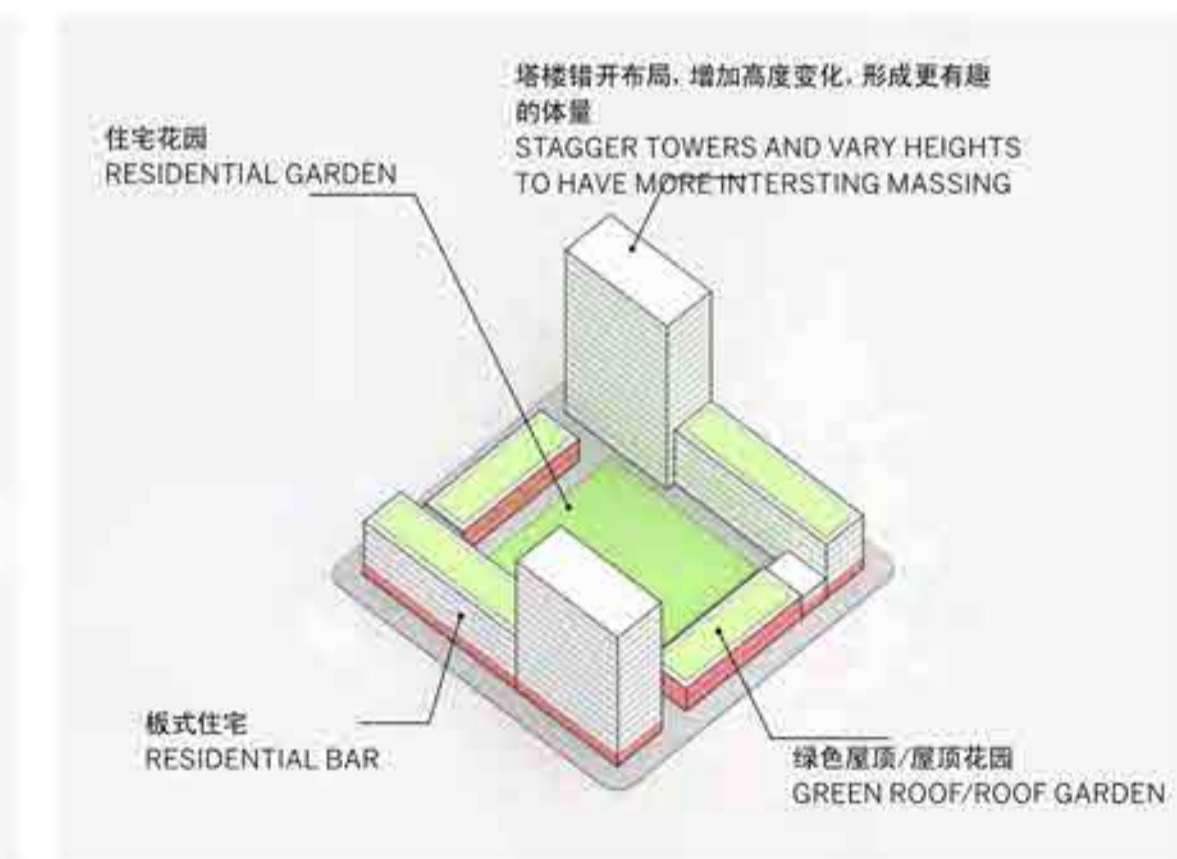 塔楼错开布局，增加高度变化，形成更有趣
的体量
STAGGER TOWERS AND VARY HEIGHTS
TO HAVE MORE INTERSTING MASSING
住宅花园
RESIDENTIAL GARDEN
板式住宅
RESIDENTIAL BAR
绿色屋顶/屋顶花园
GREEN ROOF/ROOF GARDEN